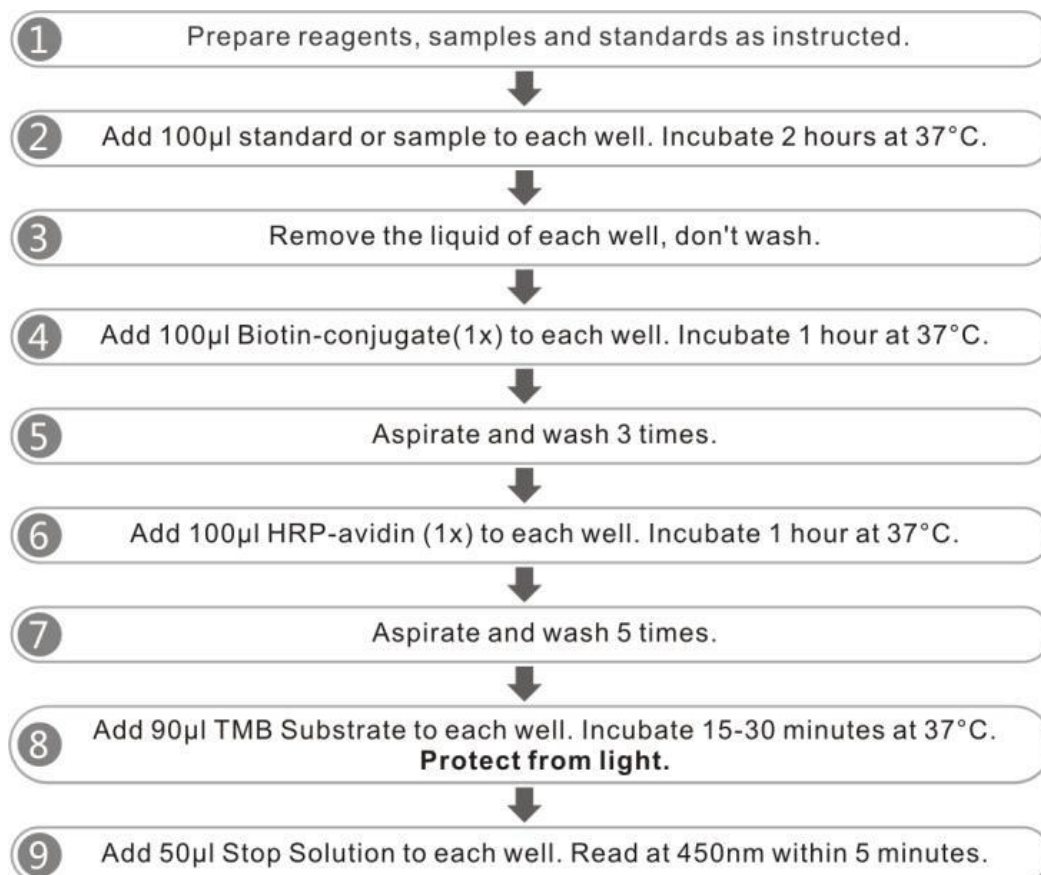 1 Prepare reagents, samples and standards as instructed.
2 Add 100μl standard or sample to each well. Incubate 2 hours at 37°C.
3 Remove the liquid of each well, don't wash.
4 Add 100μl Biotin-conjugate(1x) to each well. Incubate 1 hour at 37°C.
5 Aspirate and wash 3 times.
6 Add 100μl HRP-avidin (1x) to each well. Incubate 1 hour at 37°C.
7 Aspirate and wash 5 times.
8 Add 90μl TMB Substrate to each well. Incubate 15-30 minutes at 37°C.
Protect from light.
9 Add 50μl Stop Solution to each well. Read at 450nm within 5 minutes.